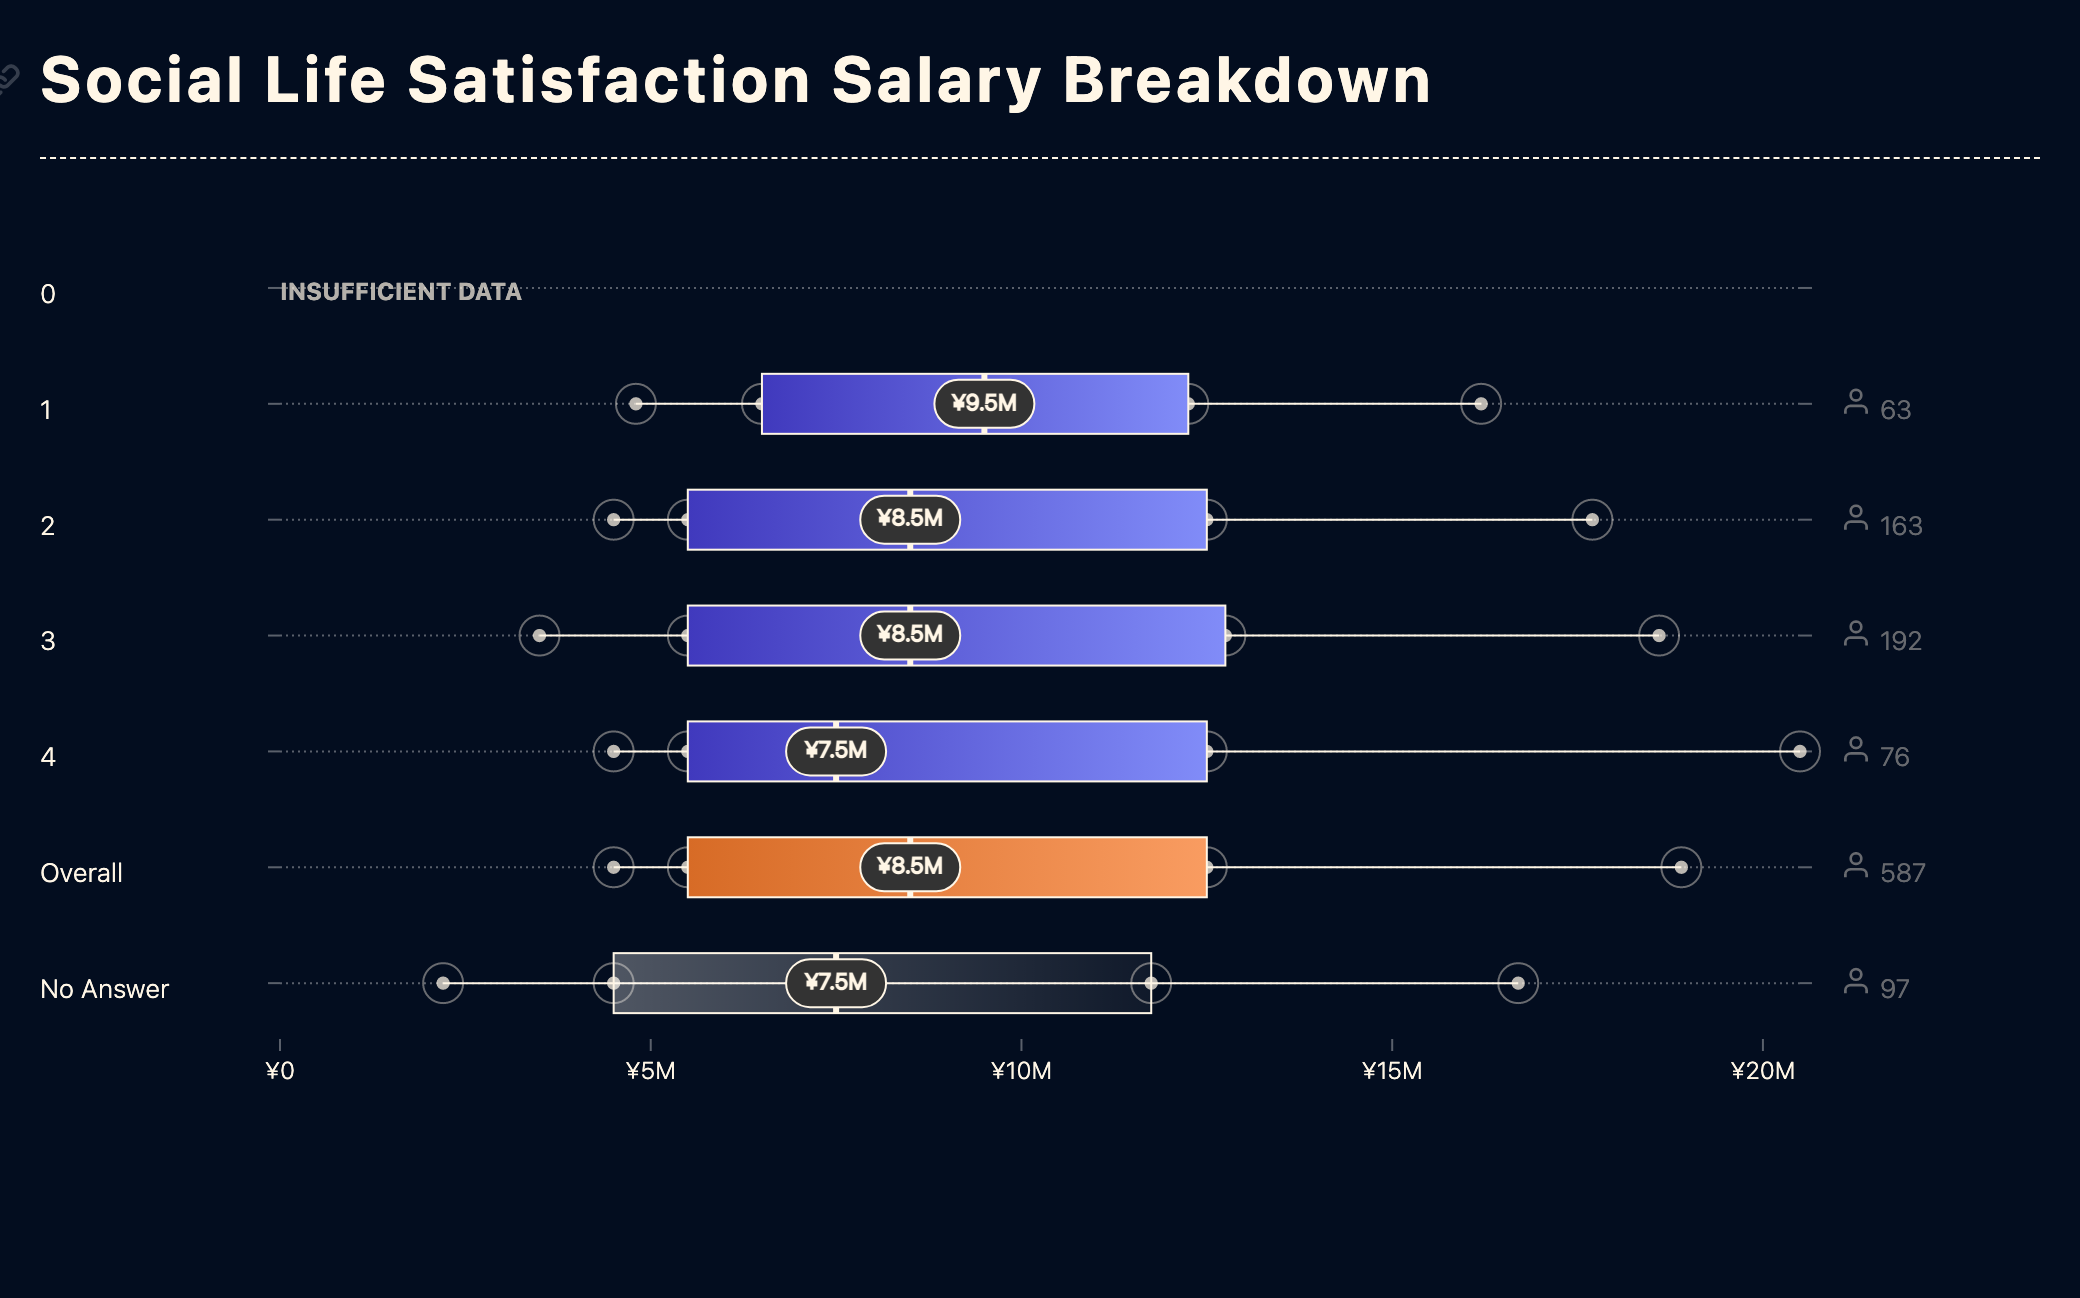 Social Life Satisfaction Salary Breakdown
0 INSUFFICIENT DATA
1 ¥9.5M 63
2 ¥8.5M 163
3 ¥8.5M 192
4 ¥7.5M 76
Overall ¥8.5M 587
No Answer ¥7.5M 97
¥0 ¥5M ¥10M ¥15M ¥20M